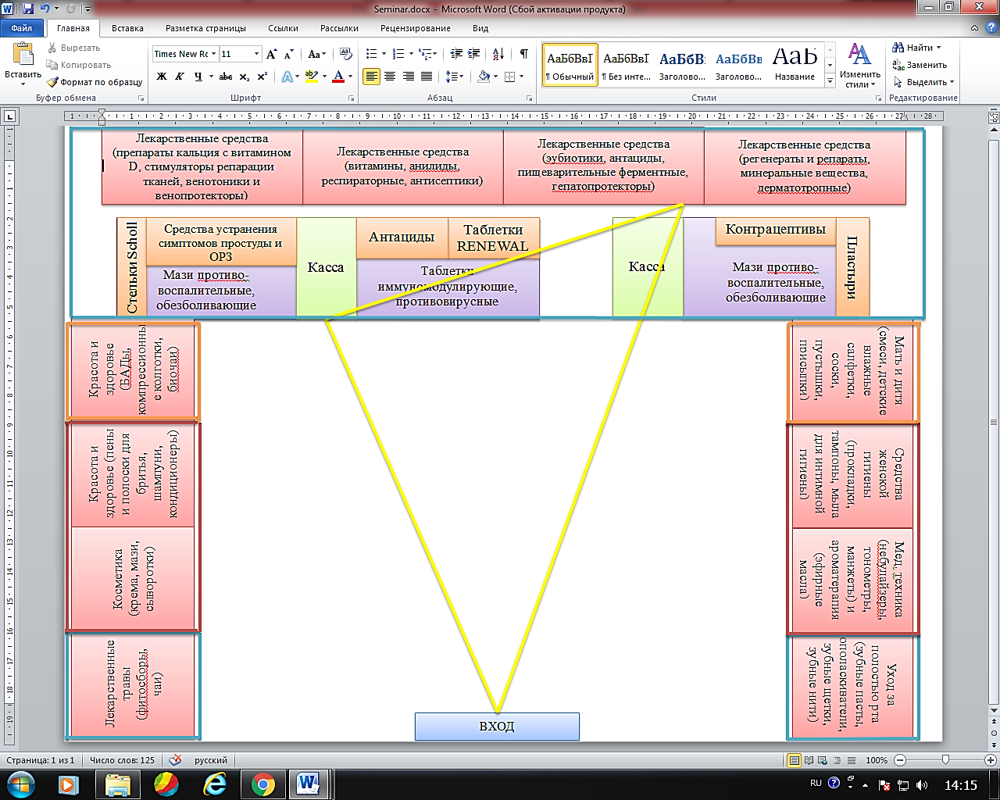 Seminar.docx - Microsoft Word (Сбой активации продукта)
Файл Главная Вставка Разметка страницы Ссылки Рассылки Рецензирование Вид
Вставить
Вырезать
Копировать
Формат по образцу
Буфер обмена
Times New Rc 11
Ж К Ч abc x₂ x²
Шрифт
Абзац
АаБбВвI
¶ Обычный
АаБбВвI
¶ Без инте...
АаБбВ:
Заголово...
АаБбВв
Заголово...
АаБ
Название
Стили
Изменить
стили
Найти
Заменить
Выделить
Редактирование
Лекарственные средства
(препараты кальция с витамином
D, стимуляторы репарации
тканей, венотоники и
венопротекторы)
Лекарственные средства
(витамины, анилиды,
респираторные, антисептики)
Лекарственные средства
(эубиотики, антациды,
пищеварительные ферментные,
гепатопротекторы)
Лекарственные средства
(регенераты и репараты,
минеральные вещества,
дерматотропные)
Стельки Scholl
Средства устранения
симптомов простуды и
ОРЗ
Мази противо-
воспалительные,
обезболивающие
Касса
Антациды
Таблетки
RENEWAL
Таблетки
иммуномодулирующие,
противовирусные
Касса
Контрацептивы
Мази противо-
воспалительные,
обезболивающие
Пластыри
Красота и
здоровье
(БАДы,
компрессионны
е колготки,
биочаи)
Красота и
здоровье (пены
и полоски для
бритья,
шампуни,
кондиционеры)
Косметика
(крема, мази,
сыворотки)
Лекарственные
травы
(фитосборы,
чаи)
Мать и дитя
(смеси, детские
влажные
салфетки,
соски,
пустышки,
присыпки)
Средства
женской
гигиены
(прокладки,
тампоны, мыла
для интимной
гигиены)
Мед. техника
(небулайзеры,
тонометры,
манжеты) и
ароматерапия
(эфирные
масла)
Уход за
полостью рта
(зубные пасты,
ополаскиватели,
зубные щетки,
зубные нити)
ВХОД
Страница: 1 из 1 Число слов: 125 русский 100%
RU 14:15